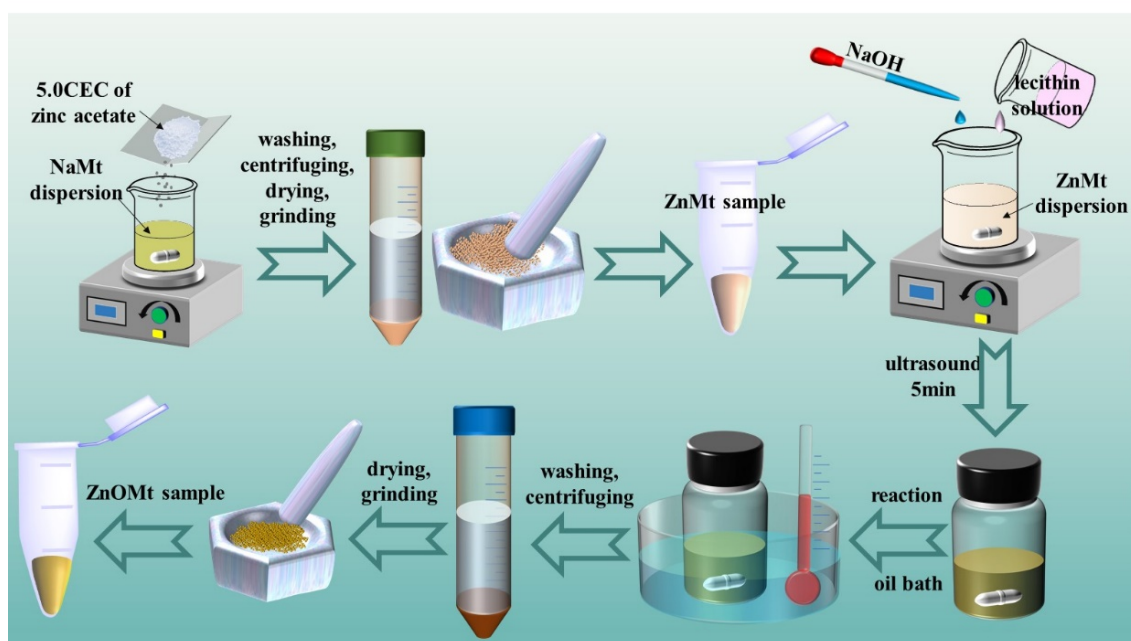 5.0CEC of
zinc acetate
NaMt
dispersion
washing,
centrifuging,
drying,
grinding
ZnMt sample
NaOH
lecithin
solution
ZnMt
dispersion
ultrasound
5min
reaction
oil bath
washing,
centrifuging
drying,
grinding
ZnOMt sample